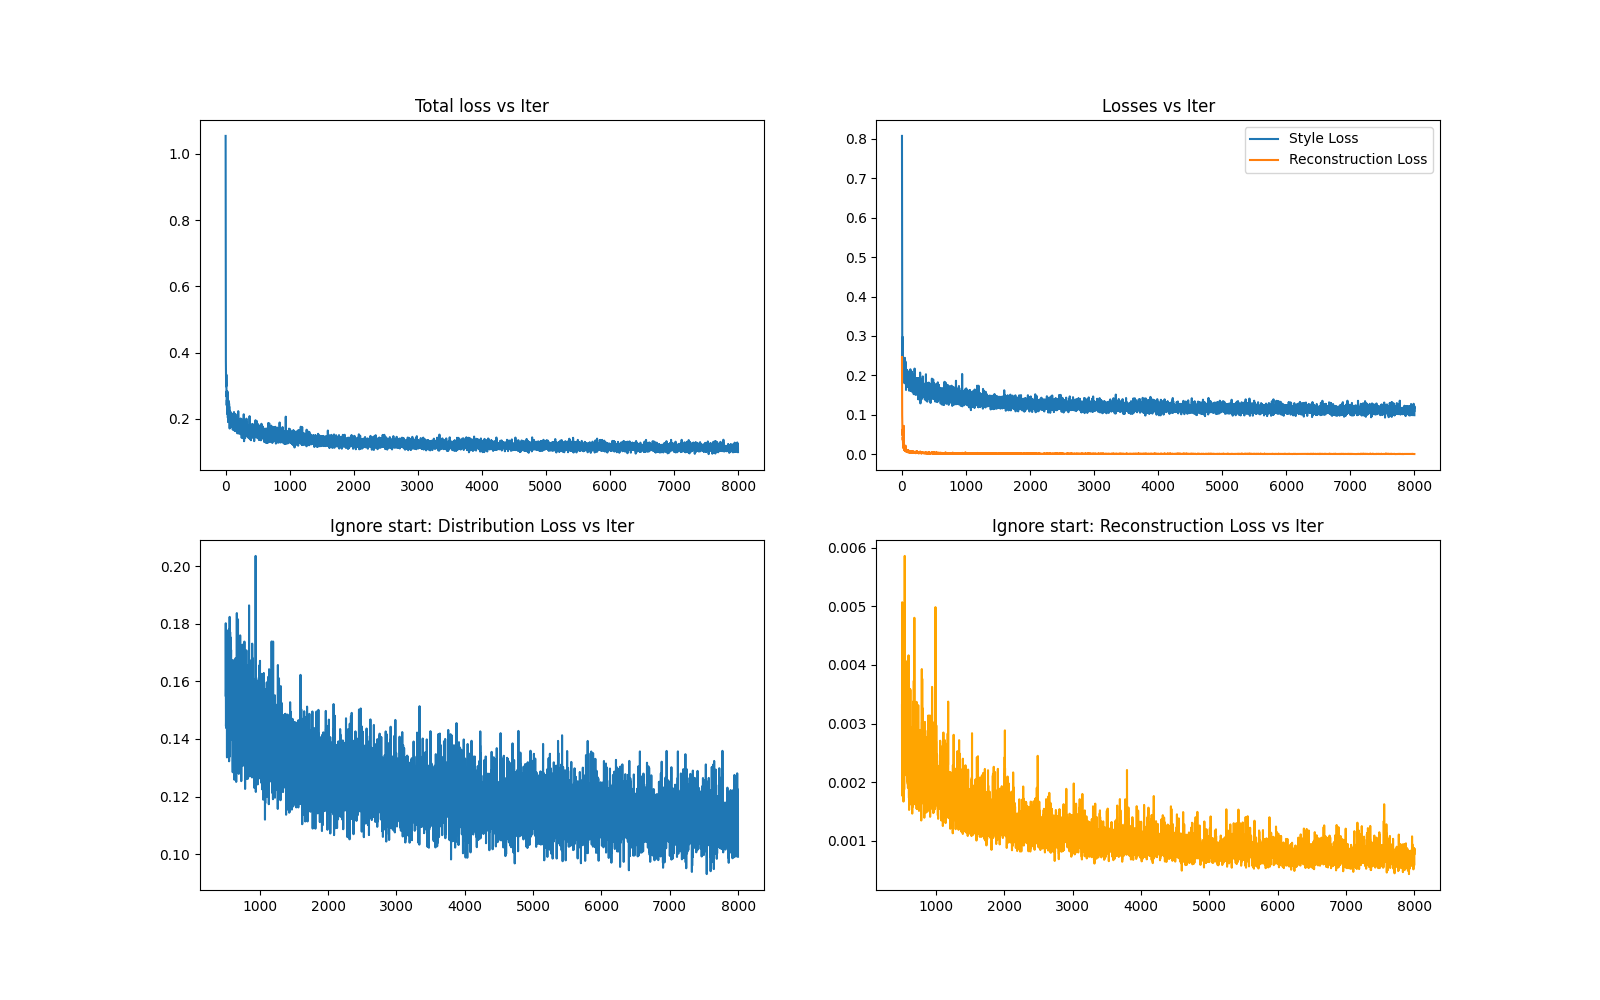 Total loss vs Iter
1.0
0.8
0.6
0.4
0.2
0 1000 2000 3000 4000 5000 6000 7000 8000
Losses vs Iter
Style Loss
Reconstruction Loss
0.8
0.7
0.6
0.5
0.4
0.3
0.2
0.1
0.0
0 1000 2000 3000 4000 5000 6000 7000 8000
Ignore start: Distribution Loss vs Iter
0.20
0.18
0.16
0.14
0.12
0.10
1000 2000 3000 4000 5000 6000 7000 8000
Ignore start: Reconstruction Loss vs Iter
0.006
0.005
0.004
0.003
0.002
0.001
1000 2000 3000 4000 5000 6000 7000 8000